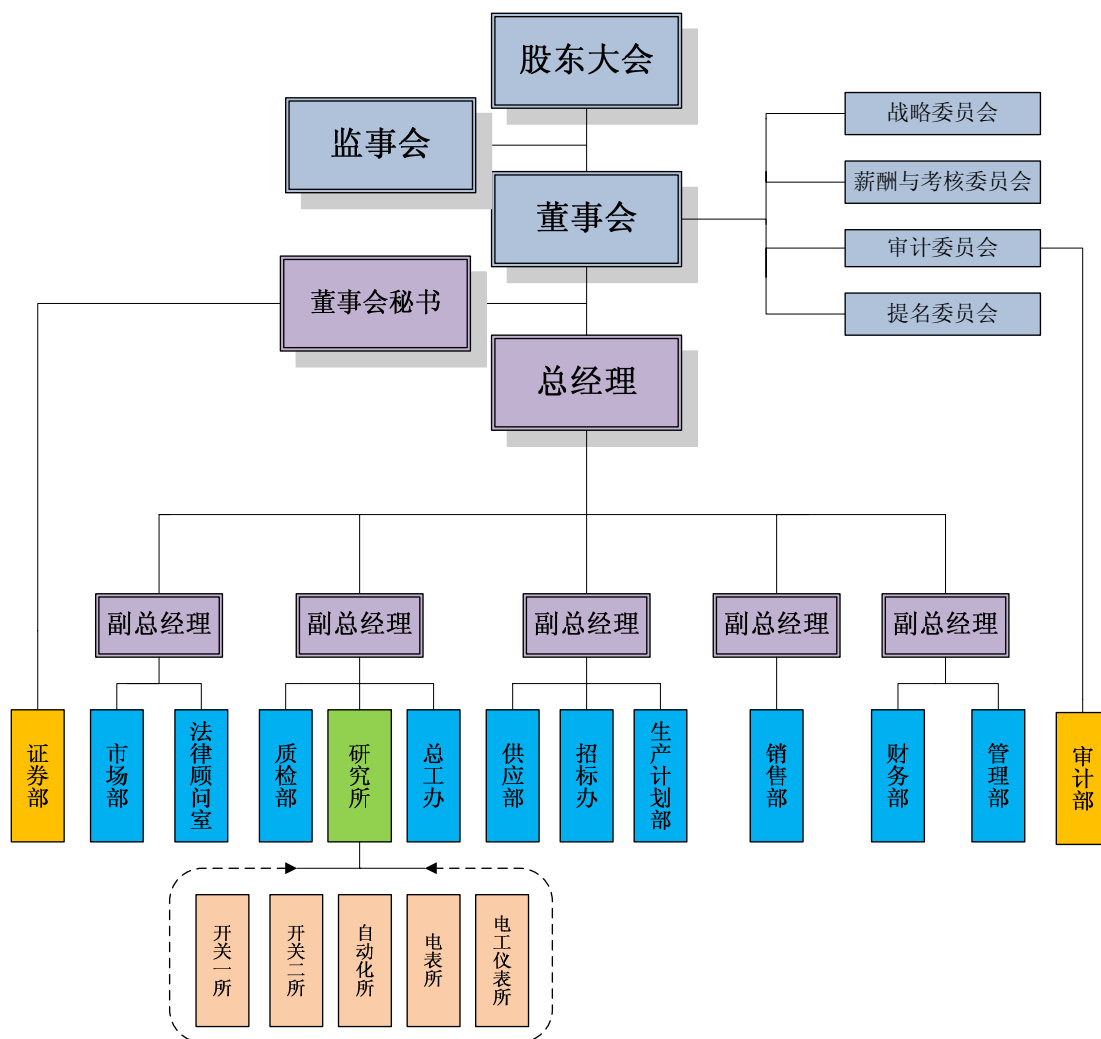 股东大会
监事会
战略委员会
薪酬与考核委员会
董事会
审计委员会
董事会秘书
提名委员会
总经理
副总经理
副总经理
副总经理
副总经理
副总经理
证券部
市场部
法律顾问室
质检部
研究所
总工办
供应部
招标办
生产计划部
销售部
财务部
管理部
审计部
开关一所
开关二所
自动化所
电表所
电工仪表所